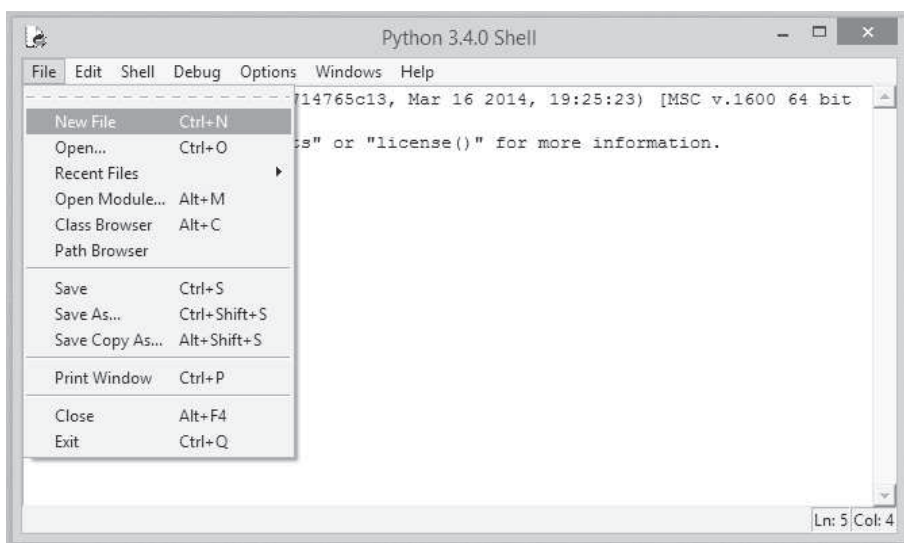 Python 3.4.0 Shell
File Edit Shell Debug Options Windows Help
14765c13, Mar 16 2014, 19:25:23) [MSC v.1600 64 bit
New File Ctrl+N
s" or "license()" for more information.
Open... Ctrl+O
Recent Files
Open Module... Alt+M
Class Browser Alt+C
Path Browser
Save Ctrl+S
Save As... Ctrl+Shift+S
Save Copy As... Alt+Shift+S
Print Window Ctrl+P
Close Alt+F4
Exit Ctrl+Q
Ln: 5 Col: 4